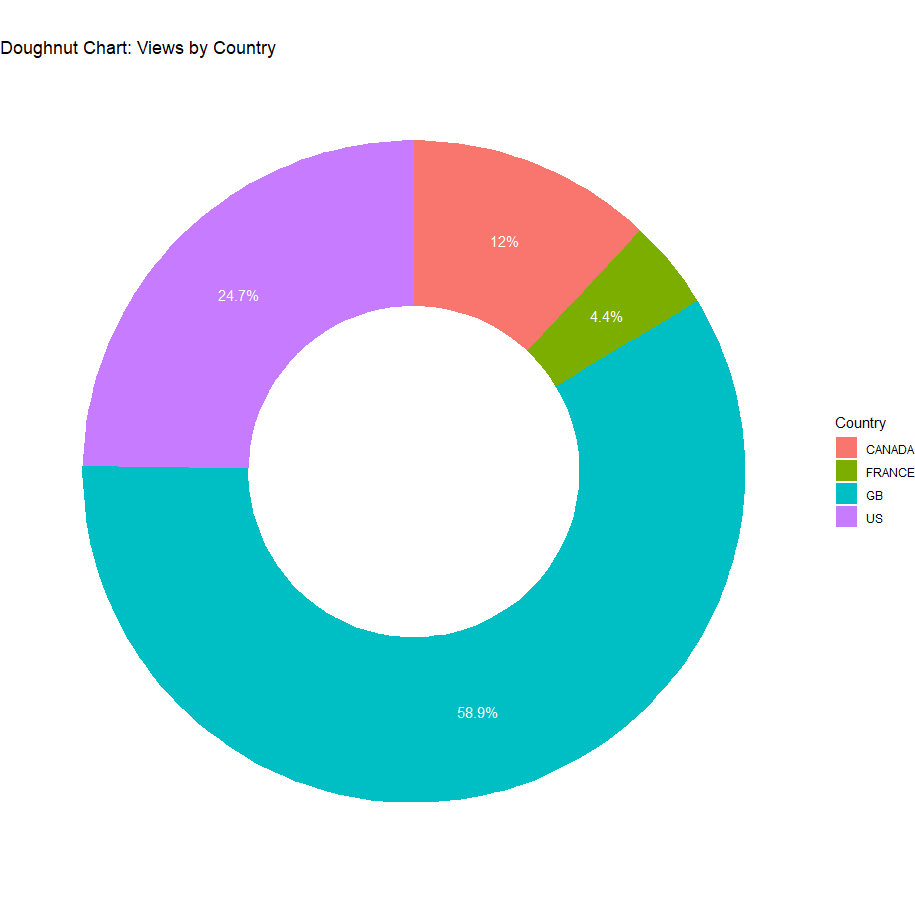 Doughnut Chart: Views by Country
12%
24.7%
4.4%
58.9%
Country
CANADA
FRANCE
GB
US